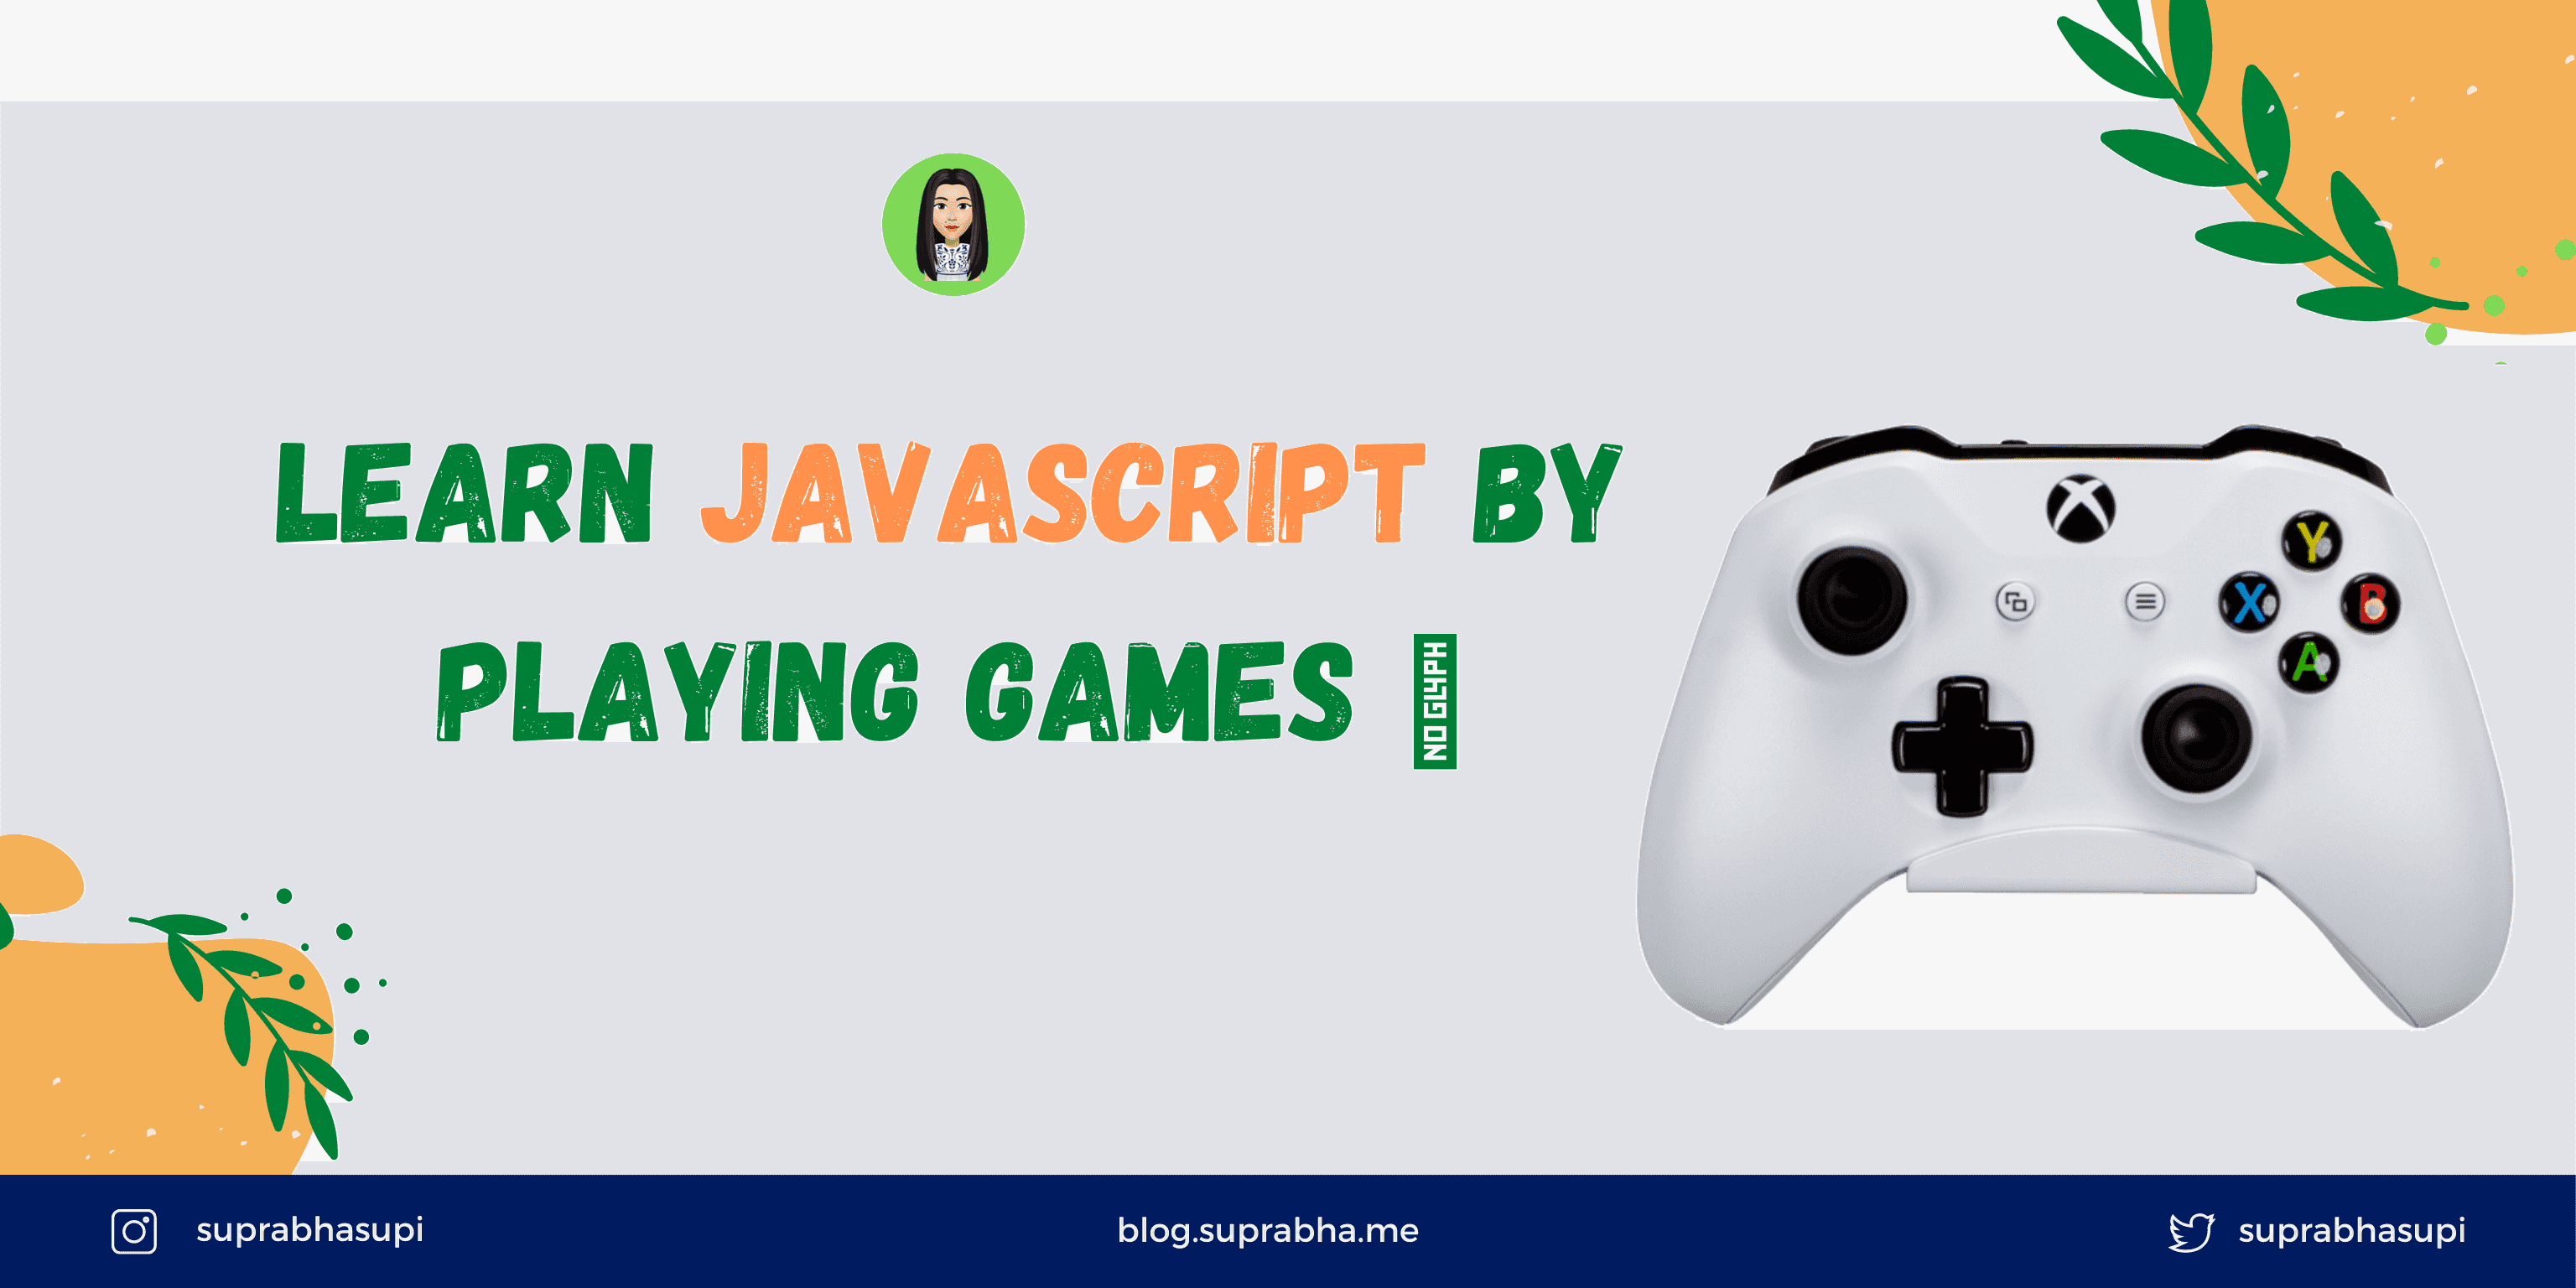 LEARN JAVASCRIPT BY
PLAYING GAMES NO GLYPH
Y
X B
A
suprabhasupi
blog.suprabha.me
suprabhasupi